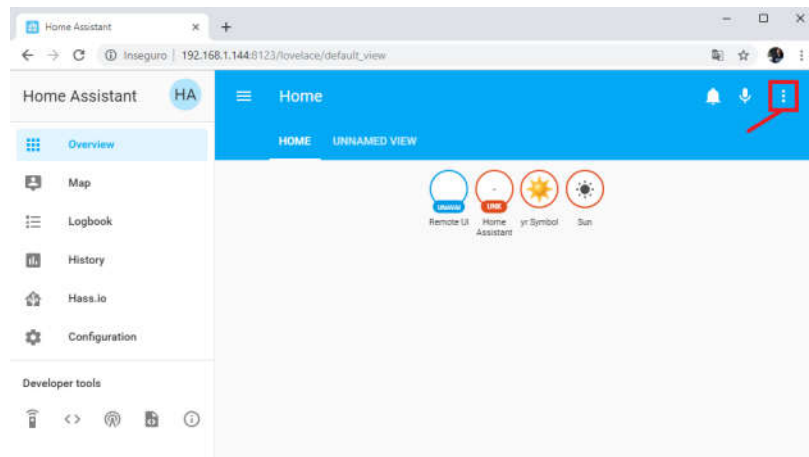 Home Assistant
Inseguro | 192.168.1.144:8123/lovelace/default_view
Home Assistant
HA
Home
HOME
UNNAMED VIEW
Overview
Map
Logbook
History
Hass.io
Configuration
Developer tools
UNK
Remote UI
Home Assistant
yr Symbol
Sun